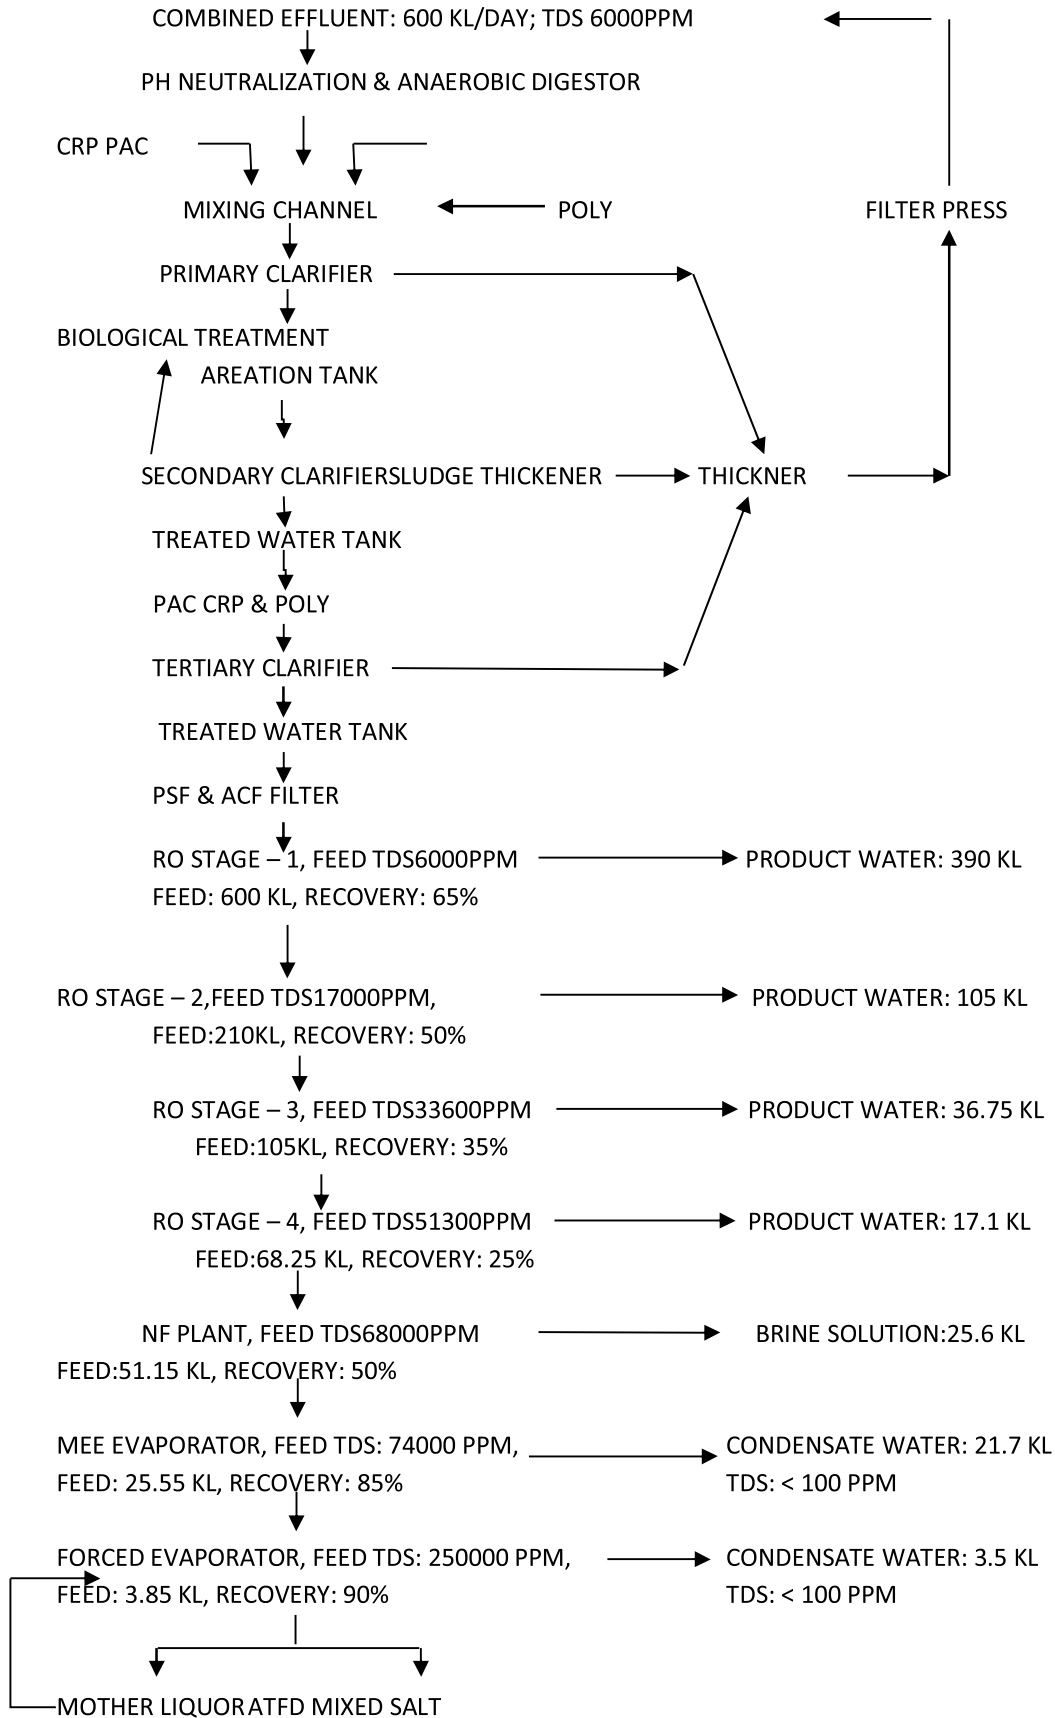 COMBINED EFFLUENT: 600 KL/DAY; TDS 6000PPM
PH NEUTRALIZATION & ANAEROBIC DIGESTOR
CRP PAC
MIXING CHANNEL
POLY
FILTER PRESS
PRIMARY CLARIFIER
BIOLOGICAL TREATMENT
AREATION TANK
SECONDARY CLARIFIERSLUDGE THICKENER
THICKNER
TREATED WATER TANK
PAC CRP & POLY
TERTIARY CLARIFIER
TREATED WATER TANK
PSF & ACF FILTER
RO STAGE – 1, FEED TDS6000PPM
PRODUCT WATER: 390 KL
FEED: 600 KL, RECOVERY: 65%
RO STAGE – 2,FEED TDS17000PPM,
PRODUCT WATER: 105 KL
FEED:210KL, RECOVERY: 50%
RO STAGE – 3, FEED TDS33600PPM
PRODUCT WATER: 36.75 KL
FEED:105KL, RECOVERY: 35%
RO STAGE – 4, FEED TDS51300PPM
PRODUCT WATER: 17.1 KL
FEED:68.25 KL, RECOVERY: 25%
NF PLANT, FEED TDS68000PPM
BRINE SOLUTION:25.6 KL
FEED:51.15 KL, RECOVERY: 50%
MEE EVAPORATOR, FEED TDS: 74000 PPM,
CONDENSATE WATER: 21.7 KL
FEED: 25.55 KL, RECOVERY: 85%
TDS: < 100 PPM
FORCED EVAPORATOR, FEED TDS: 250000 PPM,
CONDENSATE WATER: 3.5 KL
FEED: 3.85 KL, RECOVERY: 90%
TDS: < 100 PPM
MOTHER LIQUORATFD MIXED SALT